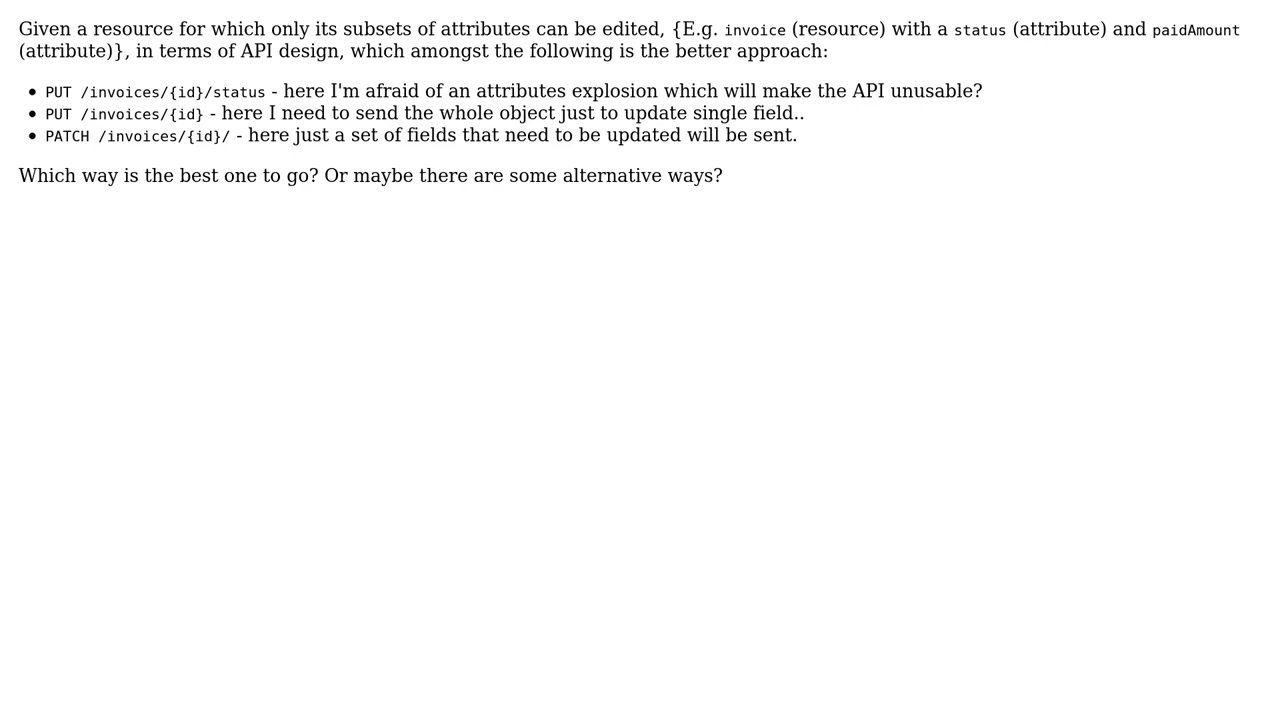 Given a resource for which only its subsets of attributes can be edited, {E.g. invoice (resource) with a status (attribute) and paidAmount
(attribute)}, in terms of API design, which amongst the following is the better approach:
• PUT /invoices/{id}/status - here I'm afraid of an attributes explosion which will make the API unusable?
• PUT /invoices/{id} - here I need to send the whole object just to update single field..
• PATCH /invoices/{id}/ - here just a set of fields that need to be updated will be sent.
Which way is the best one to go? Or maybe there are some alternative ways?